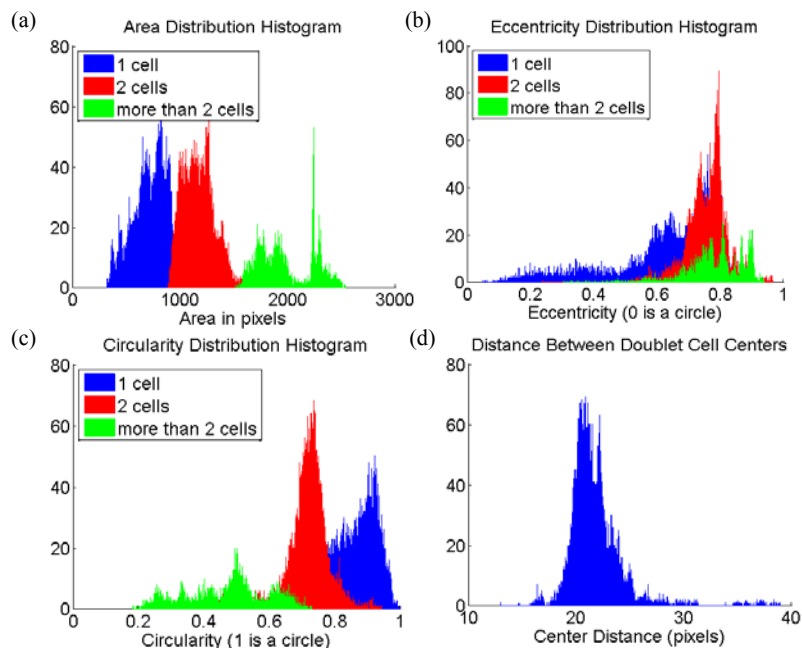 (a)
Area Distribution Histogram
80
60
40
20
0
0
1000
2000
3000
Area in pixels
1 cell
2 cells
more than 2 cells
(b)
Eccentricity Distribution Histogram
100
80
60
40
20
0
0
0.2
0.4
0.6
0.8
1
Eccentricity (0 is a circle)
1 cell
2 cells
more than 2 cells
(c)
Circularity Distribution Histogram
80
60
40
20
0
0
0.2
0.4
0.6
0.8
1
Circularity (1 is a circle)
1 cell
2 cells
more than 2 cells
(d)
Distance Between Doublet Cell Centers
80
60
40
20
0
10
20
30
40
Center Distance (pixels)